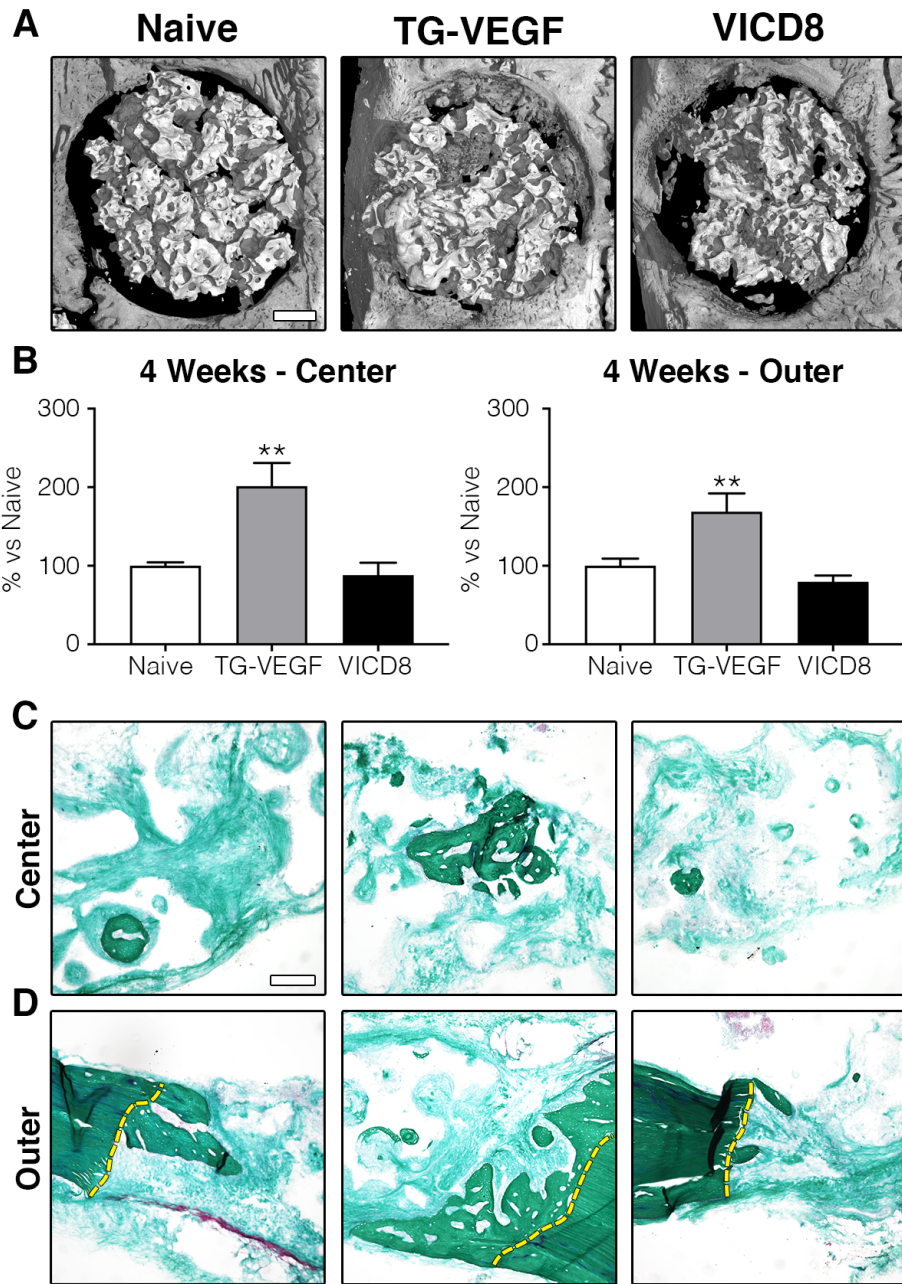 A
Naive
TG-VEGF
VICD8
B
4 Weeks - Center
300
200
100
0
% vs Naive
**
Naive
TG-VEGF
VICD8
4 Weeks - Outer
300
200
100
0
% vs Naive
**
Naive
TG-VEGF
VICD8
C
Center
D
Outer